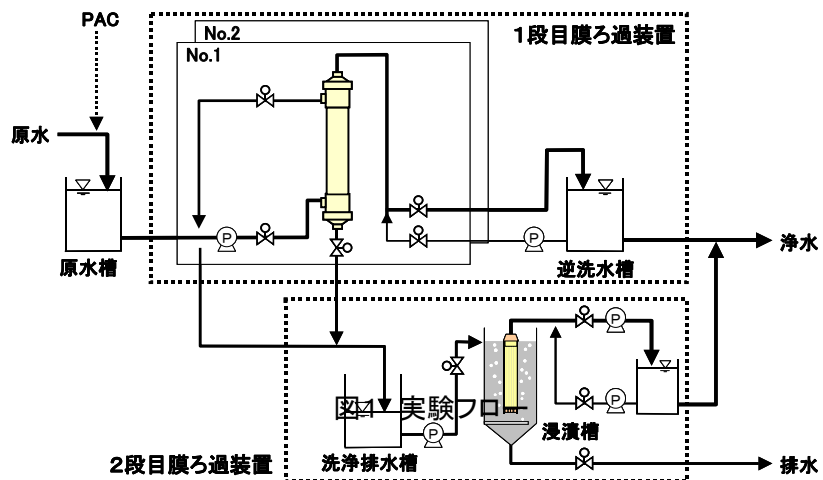 PAC
No.2
1段目膜ろ過装置
No.1
原水
P
P
原水槽
逆洗水槽
浄水
P
P
図1 実験フロ
P
浸漬槽
2段目膜ろ過装置
洗浄排水槽
排水